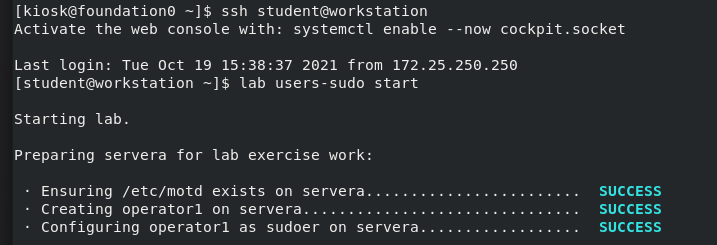 [kiosk@foundation0 ~]$ ssh student@workstation
Activate the web console with: systemctl enable --now cockpit.socket
Last login: Tue Oct 19 15:38:37 2021 from 172.25.250.250
[student@workstation ~]$ lab users-sudo start
Starting lab.
Preparing servera for lab exercise work:
· Ensuring /etc/motd exists on servera........................  SUCCESS
· Creating operator1 on servera...............................  SUCCESS
· Configuring operator1 as sudoer on servera..................  SUCCESS